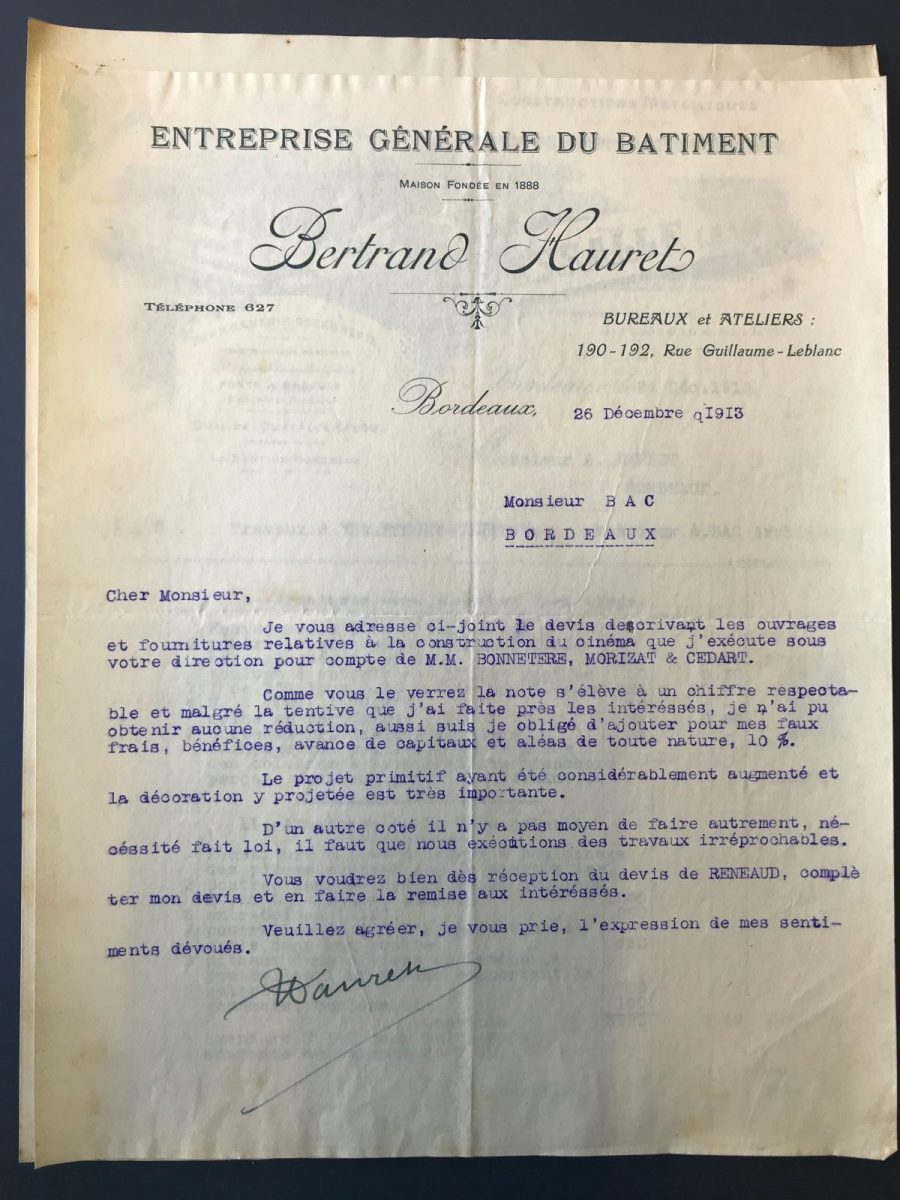 CONSTRUCTIONS METALLIQUES
ENTREPRISE GÉNÉRALE DU BATIMENT
MAISON FONDÉE EN 1888
Bertrand Hauret
TÉLÉPHONE 627
BUREAUX et ATELIERS :
190-192, Rue Guillaume-Leblanc
Bordeaux, 26 Décembre q1913
Monsieur BAC
BORDEAUX
Cher Monsieur,
Je vous adresse ci-joint le devis descrivant les ouvrages
et fournitures relatives à la construction du cinéma que j'exécute sous
votre direction pour compte de M.M. BONNETERE, MORIZAT & CEDART.
Comme vous le verrez la note s'élève à un chiffre respecta-
ble et malgré la tentive que j'ai faite près les intéréssés, je n'ai pu
obtenir aucune réduction, aussi suis je obligé d'ajouter pour mes faux
frais, bénéfices, avance de capitaux et aléas de toute nature, 10 %.
Le projet primitif ayant été considérablement augmenté et
la décoration y projetée est très importante.
D'un autre coté il n'y a pas moyen de faire autrement, né-
céssité fait loi, il faut que nous exécutions des travaux irréprochables.
Vous voudrez bien dès réception du devis de RENEAUD, complè
ter mon devis et en faire la remise aux intéréssés.
Veuillez agréer, je vous prie, l'expression de mes senti-
ments dévoués.
Hauret